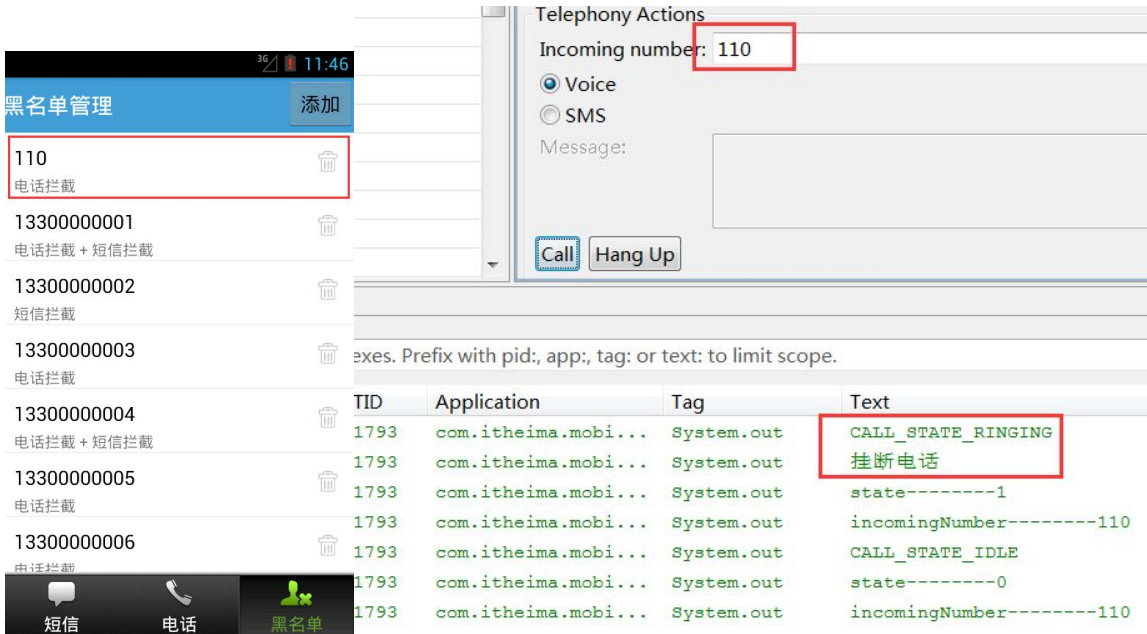 3G 11:46
黑名单管理 添加
110
电话拦截
13300000001
电话拦截 + 短信拦截
13300000002
短信拦截
13300000003
电话拦截
13300000004
电话拦截 + 短信拦截
13300000005
电话拦截
13300000006
电话拦截
短信 电话 黑名单
Telephony Actions
Incoming number: 110
Voice
SMS
Message:
Call Hang Up
exes. Prefix with pid:, app:, tag: or text: to limit scope.
TID Application Tag Text
1793 com.itheima.mobi... System.out CALL_STATE_RINGING
1793 com.itheima.mobi... System.out 挂断电话
1793 com.itheima.mobi... System.out state--------1
1793 com.itheima.mobi... System.out incomingNumber--------110
1793 com.itheima.mobi... System.out CALL_STATE_IDLE
1793 com.itheima.mobi... System.out state--------0
1793 com.itheima.mobi... System.out incomingNumber--------110